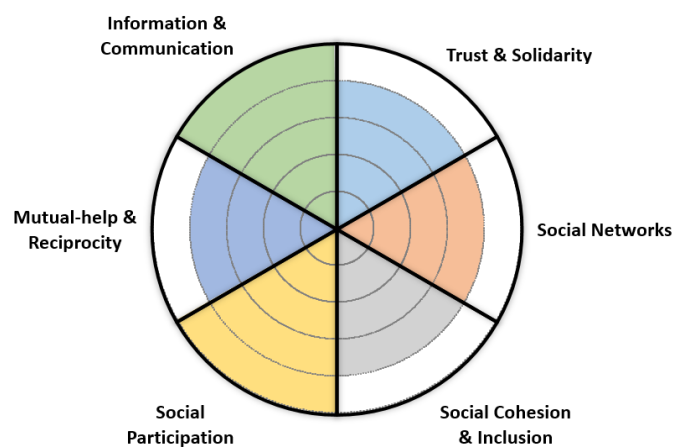 Information &
Communication
Trust & Solidarity
Mutual-help &
Reciprocity
Social Networks
Social
Participation
Social Cohesion
& Inclusion